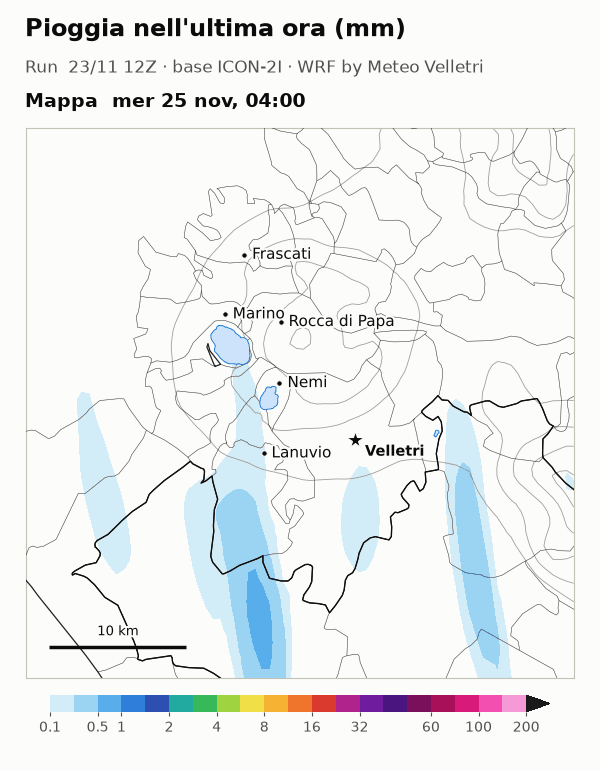 Pioggia nell'ultima ora (mm)
Run  23/11 12Z · base ICON-2I · WRF by Meteo Velletri
Mappa  mer 25 nov, 04:00
Frascati
Marino
Rocca di Papa
Nemi
Velletri
Lanuvio
10 km
0.1 0.5 1 2 4 8 16 32 60 100 200